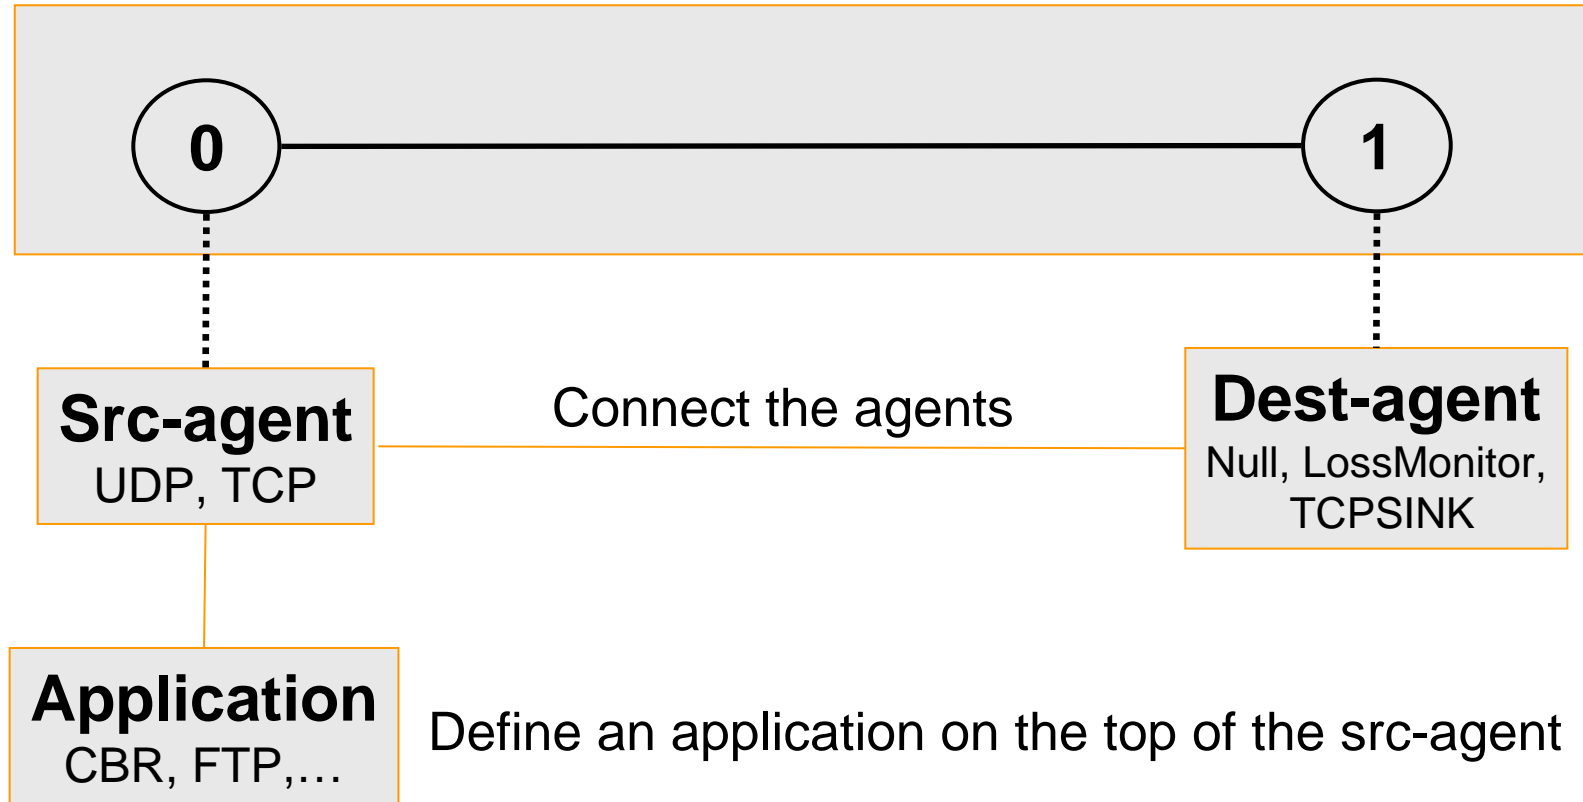 0
1
Src-agent
UDP, TCP
Connect the agents
Dest-agent
Null, LossMonitor,
TCPSINK
Application
CBR, FTP,…
Define an application on the top of the src-agent